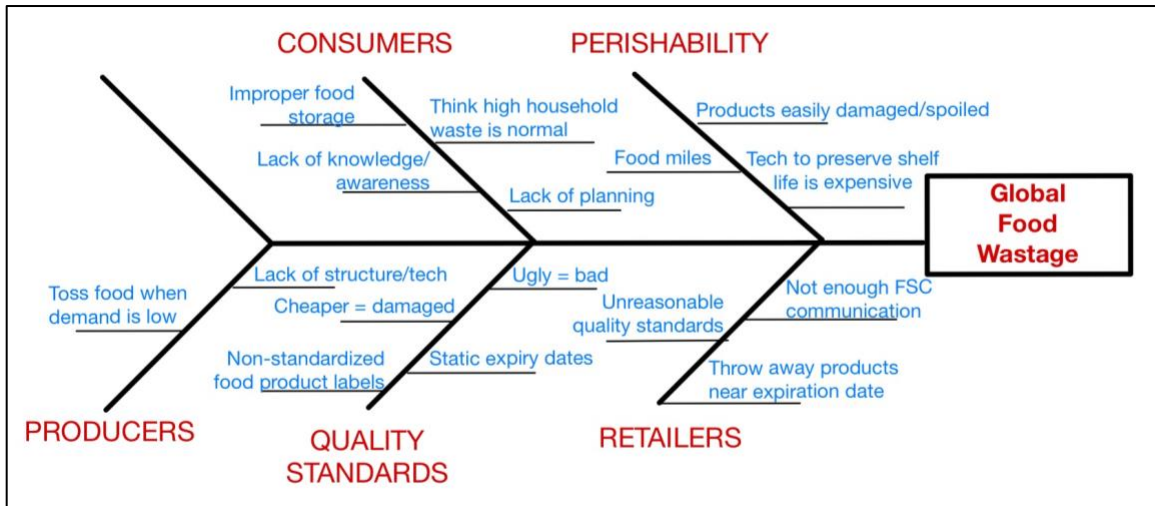 CONSUMERS
PERISHABILITY
Improper food
storage
Think high household
waste is normal
Lack of knowledge/
awareness
Lack of planning
Products easily damaged/spoiled
Food miles
Tech to preserve shelf
life is expensive
Global
Food
Wastage
Toss food when
demand is low
Lack of structure/tech
Cheaper = damaged
Ugly = bad
Non-standardized
food product labels
Static expiry dates
Unreasonable
quality standards
Not enough FSC
communication
Throw away products
near expiration date
PRODUCERS
QUALITY
STANDARDS
RETAILERS